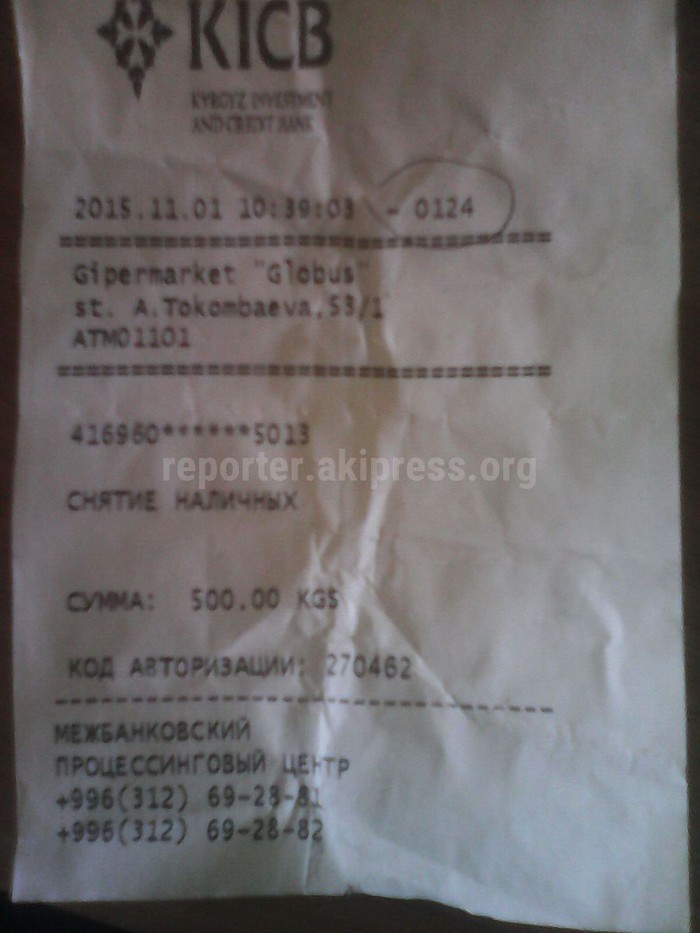 KICB
KYRGYZ INVESTMENT
AND CREDIT BANK
2015.11.01 10:39:03 - 0124
==================================
Gipermarket "Globus"
st. A.Tokombaeva,53/1
ATM01101
==================================
416960******5013
reporter.akipress.org
СНЯТИЕ НАЛИЧНЫХ
СУММА: 500.00 KGS
КОД АВТОРИЗАЦИИ: 270462
----------------------------------
МЕЖБАНКОВСКИЙ
ПРОЦЕССИНГОВЫЙ ЦЕНТР
+996(312) 69-28-81
+996(312) 69-28-82